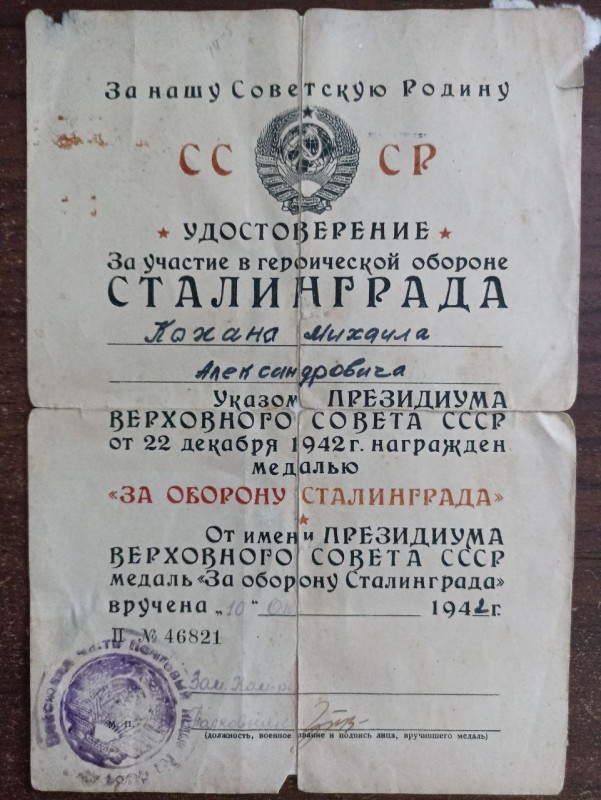 За нашу Советскую Родину
СС СР
УДОСТОВЕРЕНИЕ
За участие в героической обороне
СТАЛИНГРАДА
Кохана Михаила
Александровича
Указом ПРЕЗИДИУМА
ВЕРХОВНОГО СОВЕТА СССР
от 22 декабря 1942 г. награжден
медалью
«ЗА ОБОРОНУ СТАЛИНГРАДА»
От имени ПРЕЗИДИУМА
ВЕРХОВНОГО СОВЕТА СССР
медаль «За оборону Сталинграда»
вручена „10“ 1942 г.
П № 46821
Зам.
М. П.
(должность, военное звание и подпись лица, вручившего медаль)